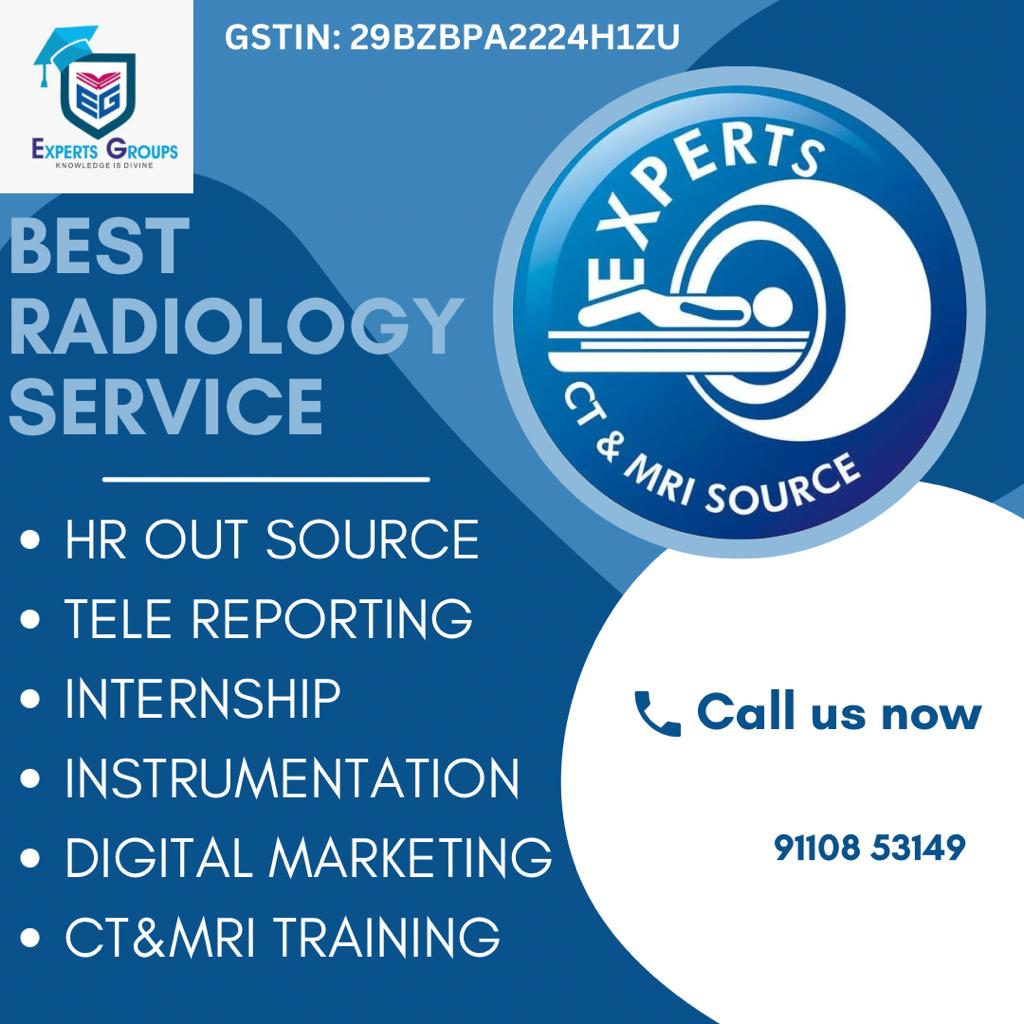 GSTIN: 29BZBPA2224H1ZU
EG
EXPERTS GROUPS
KNOWLEDGE IS DIVINE
EXPERTS
CT & MRI SOURCE
BEST
RADIOLOGY
SERVICE
HR OUT SOURCE
TELE REPORTING
INTERNSHIP
INSTRUMENTATION
DIGITAL MARKETING
CT&MRI TRAINING
Call us now
91108 53149